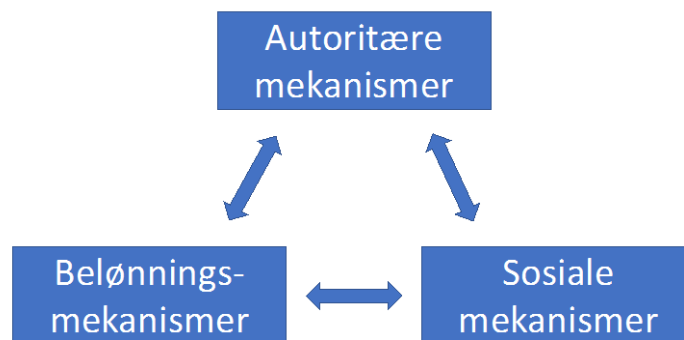 Autoritære
mekanismer
Belønnings-
mekanismer
Sosiale
mekanismer